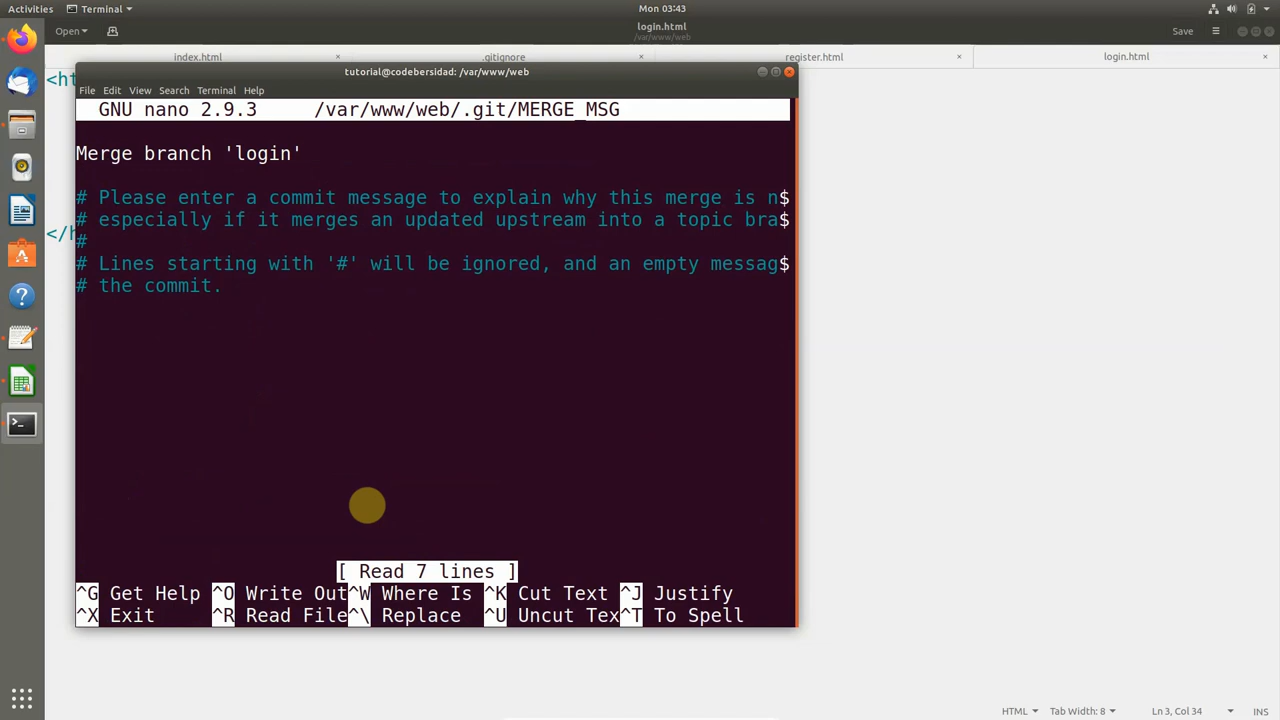 Activities
Terminal
Mon 03:43
Open
login.html
/var/www/web
Save
index.html
.gitignore
register.html
login.html
tutorial@codebersidad: /var/www/web
File Edit View Search Terminal Help
GNU nano 2.9.3 /var/www/web/.git/MERGE_MSG
Merge branch 'login'
# Please enter a commit message to explain why this merge is n$
# especially if it merges an updated upstream into a topic bra$
#
# Lines starting with '#' will be ignored, and an empty messag$
# the commit.
<ht
</h
[ Read 7 lines ]
^G Get Help ^O Write Out ^W Where Is ^K Cut Text ^J Justify
^X Exit ^R Read File ^\ Replace ^U Uncut Tex ^T To Spell
HTML Tab Width: 8 Ln 3, Col 34 INS